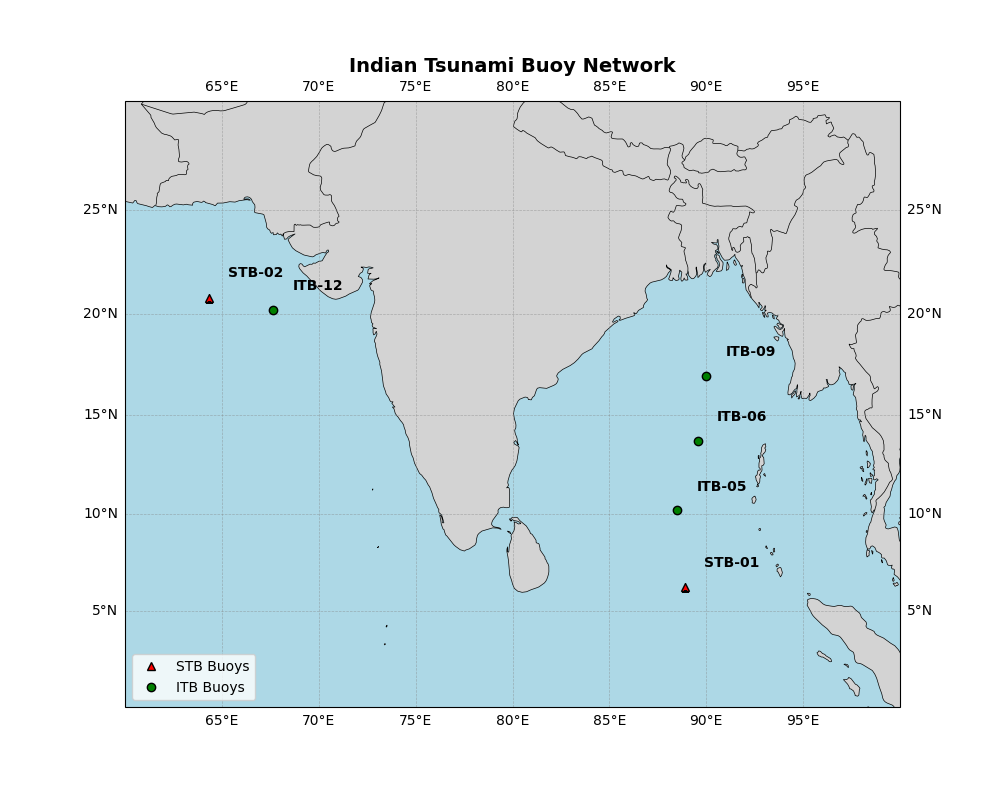 Indian Tsunami Buoy Network
65°E 70°E 75°E 80°E 85°E 90°E 95°E
25°N 25°N
STB-02
ITB-12
20°N 20°N
ITB-09
15°N 15°N
ITB-06
ITB-05
10°N 10°N
STB-01
5°N 5°N
STB Buoys
ITB Buoys
65°E 70°E 75°E 80°E 85°E 90°E 95°E